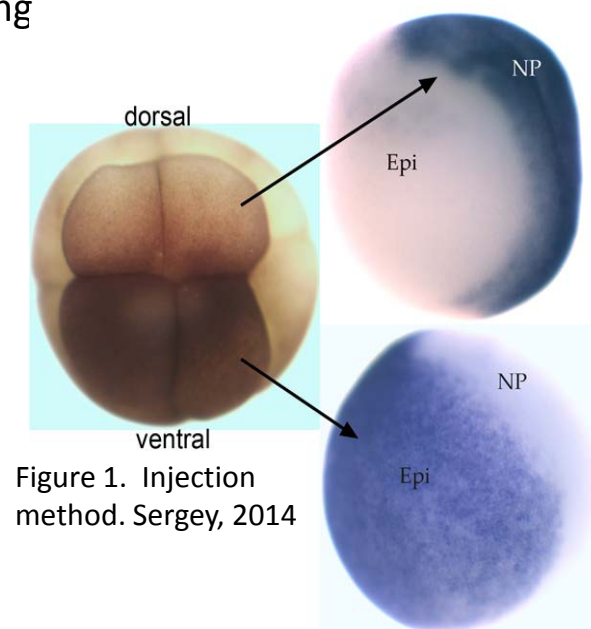 ng
dorsal
NP
Epi
NP
Epi
ventral
Figure 1. Injection
method. Sergey, 2014